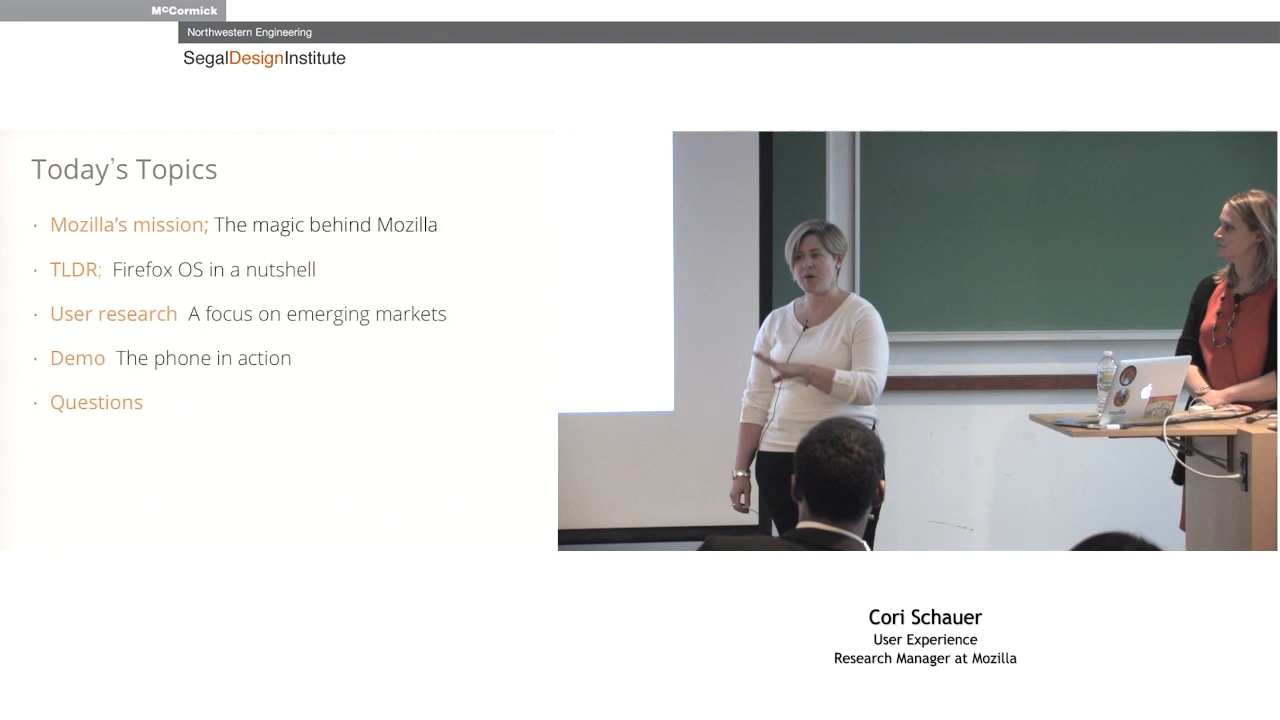 McCormick
Northwestern Engineering
SegalDesignInstitute
Today's Topics
· Mozilla's mission; The magic behind Mozilla
· TLDR; Firefox OS in a nutshell
· User research A focus on emerging markets
· Demo The phone in action
· Questions
mozilla
Cori Schauer
User Experience
Research Manager at Mozilla